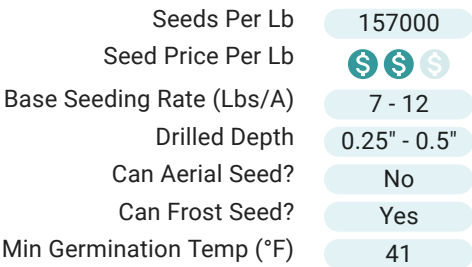 Seeds Per Lb 157000
Seed Price Per Lb $ $ $
Base Seeding Rate (Lbs/A) 7 - 12
Drilled Depth 0.25" - 0.5"
Can Aerial Seed? No
Can Frost Seed? Yes
Min Germination Temp (°F) 41